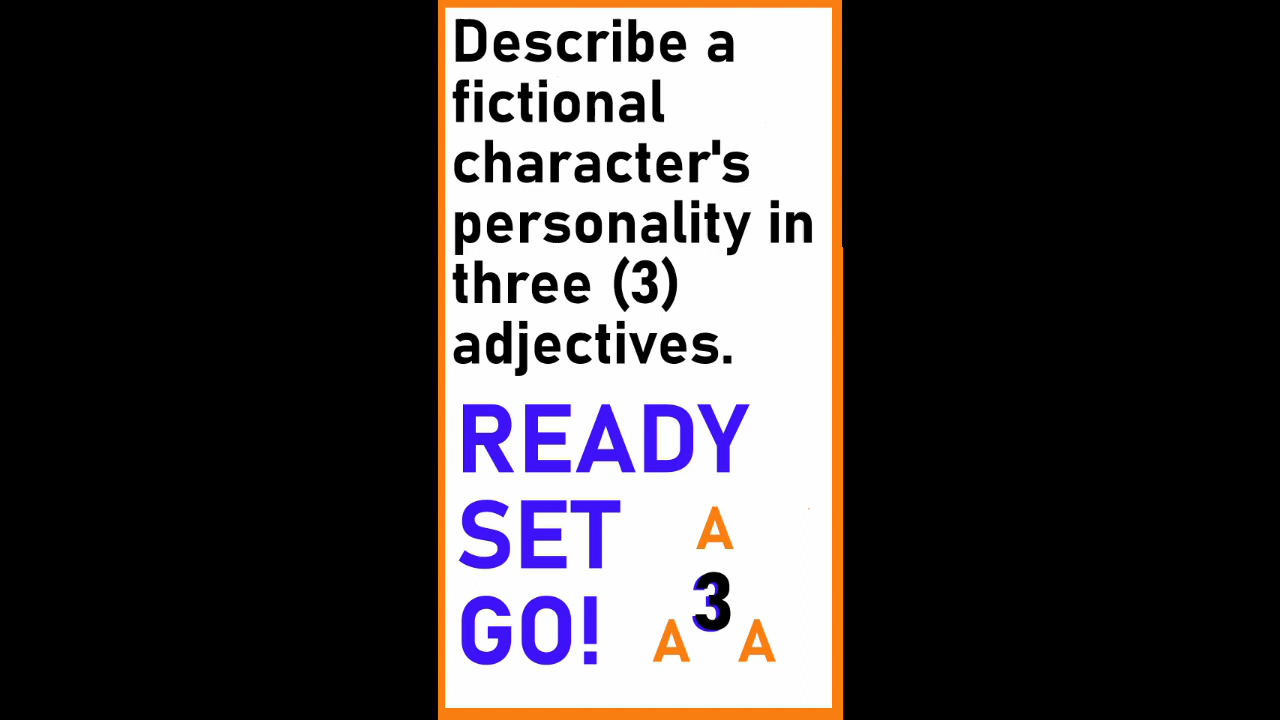 Describe a
fictional
character's
personality in
three (3)
adjectives.
READY
SET
GO!
A
3
A A